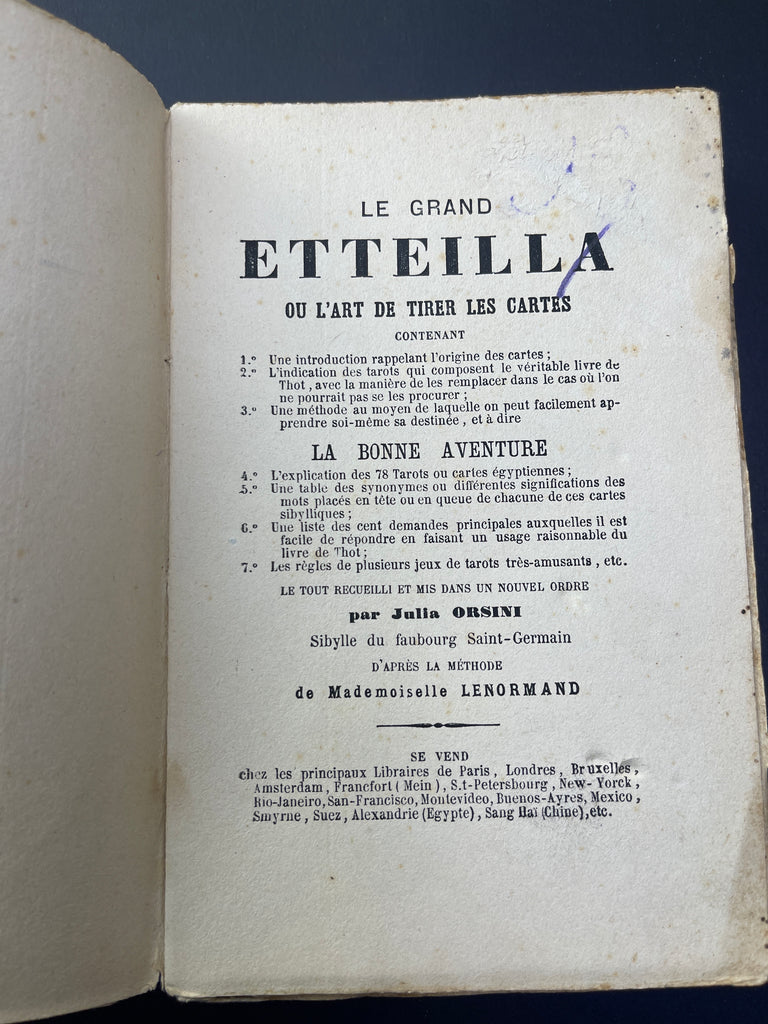 LE GRAND
ETTEILLA
OU L'ART DE TIRER LES CARTES
CONTENANT
1.º Une introduction rappelant l'origine des cartes ;
2.º L'indication des tarots qui composent le véritable livre de
Thot , avec la manière de les remplacer dans le cas où l'on
ne pourrait pas se les procurer ;
3.º Une méthode au moyen de laquelle on peut facilement ap-
prendre soi-même sa destinée , et à dire
LA BONNE AVENTURE
4.º L'explication des 78 Tarots ou cartes égyptiennes ;
5.º Une table des synonymes ou différentes significations des
mots placés en tête ou en queue de chacune de ces cartes
sibylliques ;
6.º Une liste des cent demandes principales auxquelles il est
facile de répondre en faisant un usage raisonnable du
livre de Thot ;
7.º Les règles de plusieurs jeux de tarots très-amusants , etc.
LE TOUT RECUEILLI ET MIS DANS UN NOUVEL ORDRE
par Julia ORSINI
Sibylle du faubourg Saint-Germain
D'APRÈS LA MÉTHODE
de Mademoiselle LENORMAND
SE VEND
chez les principaux Libraires de Paris , Londres , Bruxelles ,
Amsterdam , Francfort ( Mein ) , S.t-Petersbourg , New- Yorck ,
Rio-Janeiro, San-Francisco, Montevideo, Buenos-Ayres, Mexico ,
Smyrne , Suez , Alexandrie (Egypte) , Sang Haï (Chine), etc.